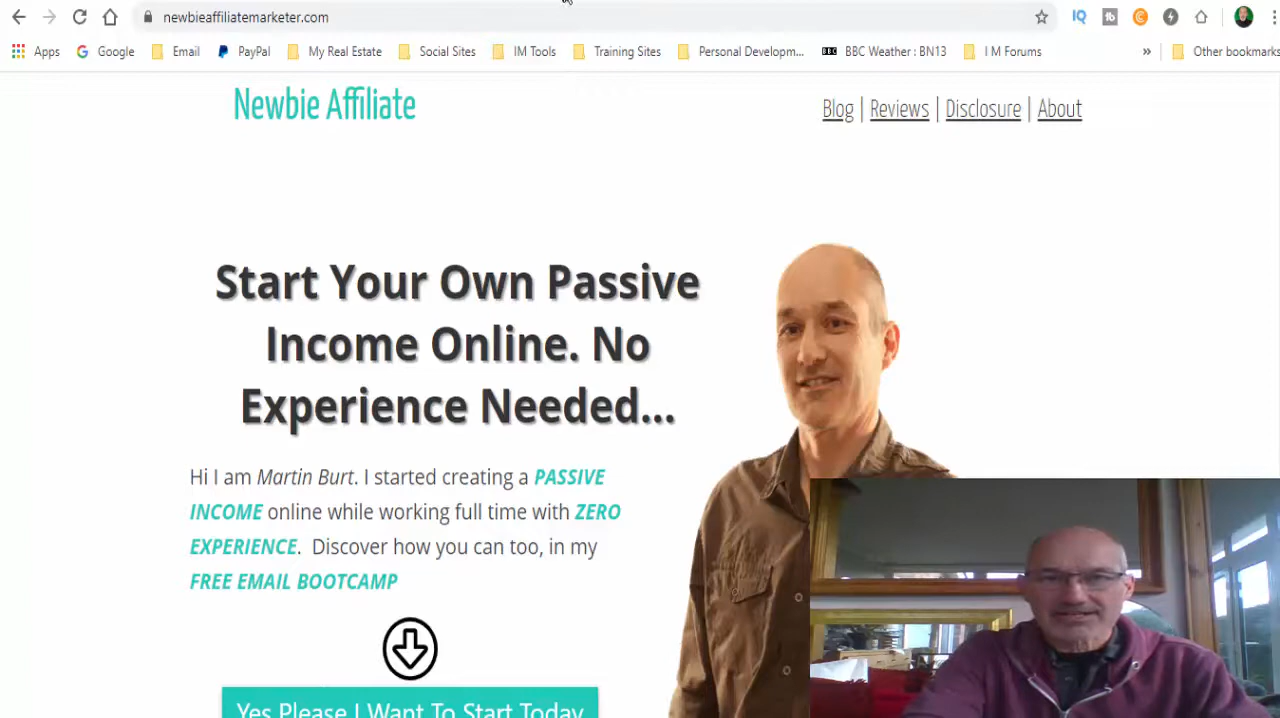 newbieaffiliatemarketer.com
Apps Google Email PayPal My Real Estate Social Sites IM Tools Training Sites Personal Developm... BBC BBC Weather : BN13 I M Forums » Other bookmarks
Newbie Affiliate
Blog | Reviews | Disclosure | About
Start Your Own Passive
Income Online. No
Experience Needed...
Hi I am Martin Burt. I started creating a PASSIVE
INCOME online while working full time with ZERO
EXPERIENCE. Discover how you can too, in my
FREE EMAIL BOOTCAMP
Yes Please I Want To Start Today